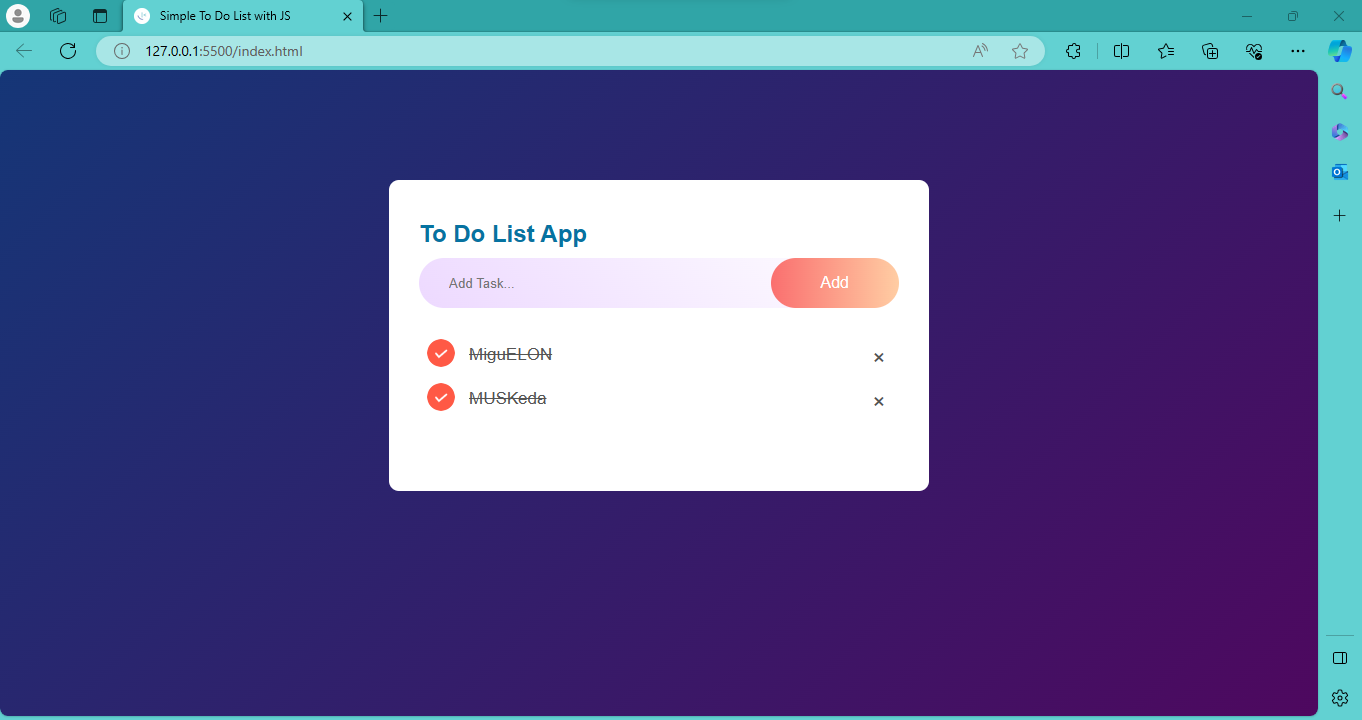 Simple To Do List with JS
127.0.0.1:5500/index.html
To Do List App
Add Task...
Add
MiguELON
MUSKeda